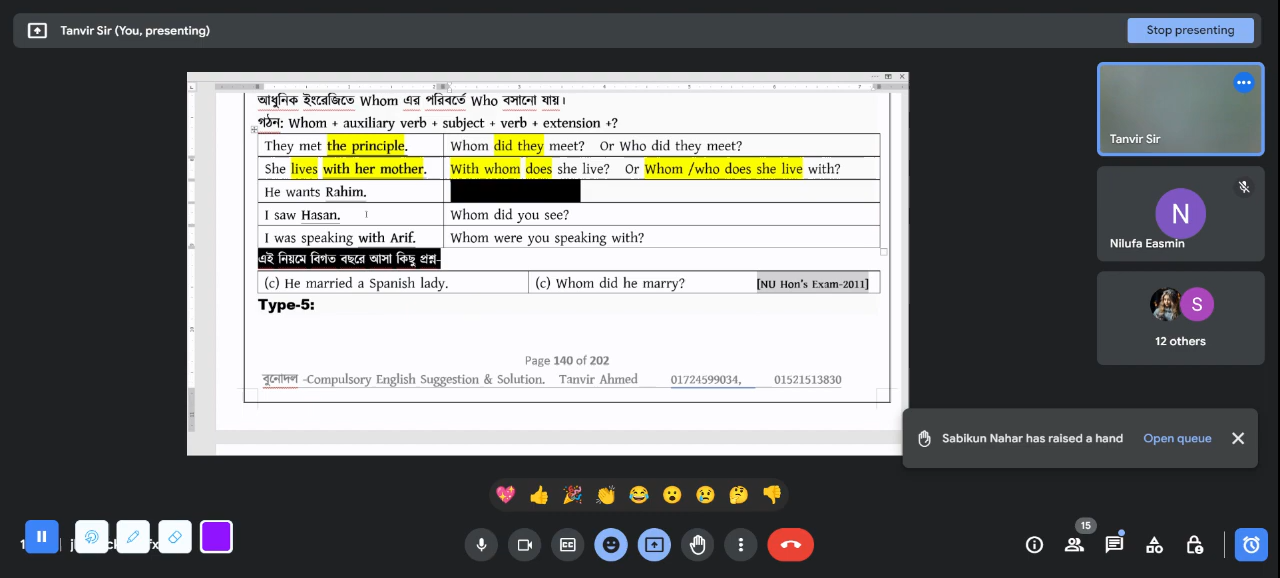 Tanvir Sir (You, presenting)
Stop presenting
আধুনিক ইংরেজিতে Whom এর পরিবর্তে Who বসানো যায়।
গঠন: Whom + auxiliary verb + subject + verb + extension +?
They met the principle. Whom did they meet? Or Who did they meet?
She lives with her mother. With whom does she live? Or Whom /who does she live with?
He wants Rahim.
I saw Hasan. Whom did you see?
I was speaking with Arif. Whom were you speaking with?
এই নিয়মে বিগত বছরে আসা কিছু প্রশ্ন-
(c) He married a Spanish lady. (c) Whom did he marry? [NU Hon's Exam-2011]
Type-5:
Page 140 of 202
বুনোদল -Compulsory English Suggestion & Solution. Tanvir Ahmed 01724599034, 01521513830
Tanvir Sir
N
Nilufa Easmin
S
12 others
Sabikun Nahar has raised a hand
Open queue
15